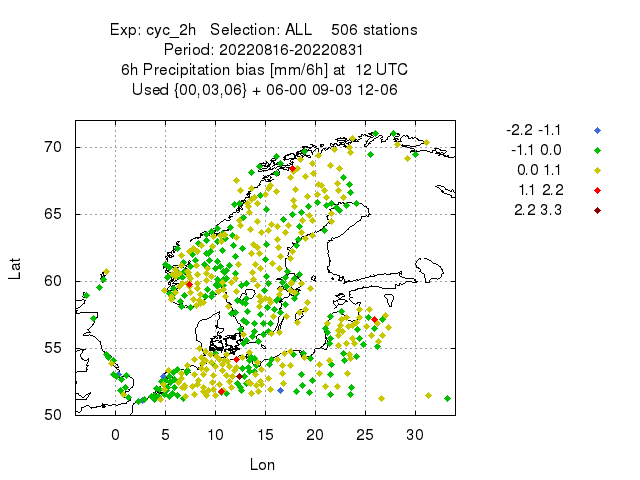 Exp: cyc_2h   Selection: ALL    506 stations
Period: 20220816-20220831
6h Precipitation bias [mm/6h] at  12 UTC
Used {00,03,06} + 06-00 09-03 12-06
-2.2 -1.1
-1.1 0.0
0.0 1.1
1.1 2.2
2.2 3.3
70
65
60
55
50
Lat
0 5 10 15 20 25 30
Lon